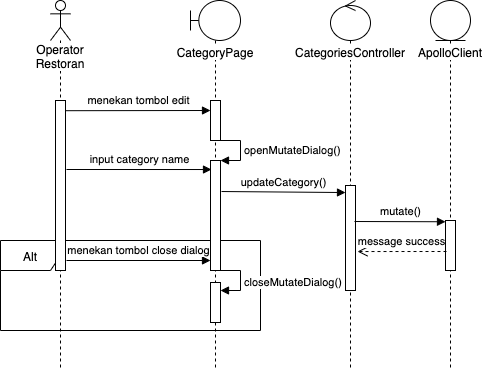 Operator
Restoran
CategoryPage
CategoriesController
ApolloClient
menekan tombol edit
openMutateDialog()
input category name
updateCategory()
mutate()
message success
Alt
menekan tombol close dialog
closeMutateDialog()